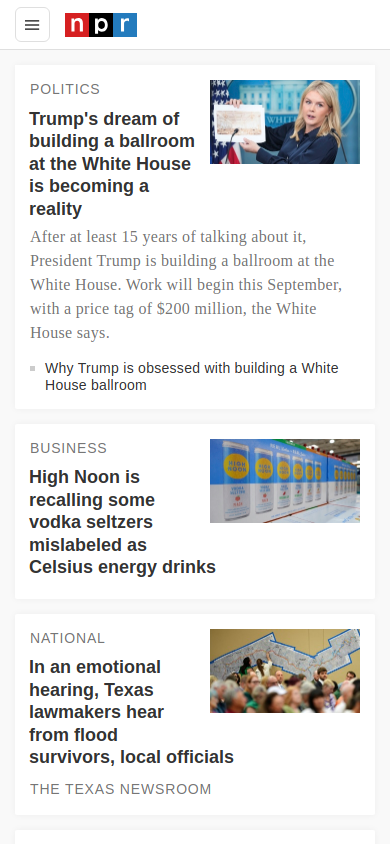 npr
POLITICS
Trump's dream of
building a ballroom
at the White House
is becoming a
reality
After at least 15 years of talking about it,
President Trump is building a ballroom at the
White House. Work will begin this September,
with a price tag of $200 million, the White
House says.
Why Trump is obsessed with building a White
House ballroom
BUSINESS
High Noon is
recalling some
vodka seltzers
mislabeled as
Celsius energy drinks
NATIONAL
In an emotional
hearing, Texas
lawmakers hear
from flood
survivors, local officials
THE TEXAS NEWSROOM